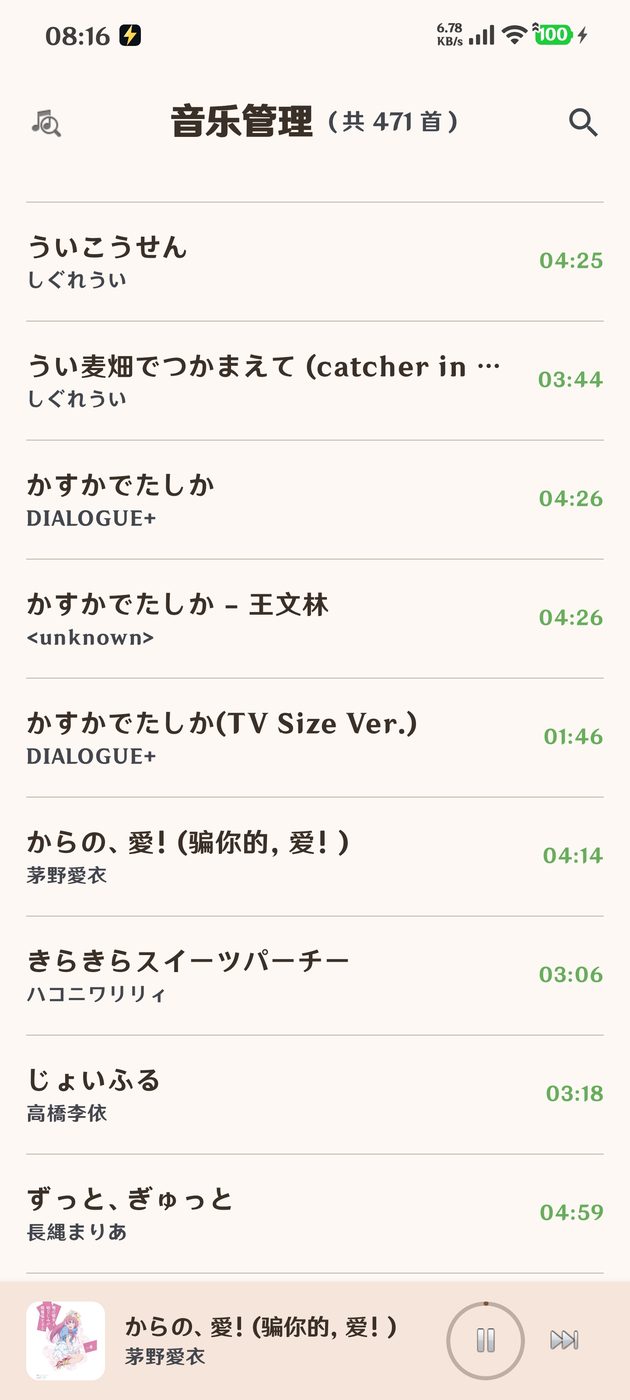 08:16
6.78
KB/s
100
音乐管理（共 471 首）
ういこうせん
しぐれうい
04:25
うい麦畑でつかまえて (catcher in …
しぐれうい
03:44
かすかでたしか
DIALOGUE+
04:26
かすかでたしか – 王文林
<unknown>
04:26
かすかでたしか(TV Size Ver.)
DIALOGUE+
01:46
からの、愛！(骗你的，爱！)
茅野愛衣
04:14
きらきらスイーツパーチー
ハコニワリリィ
03:06
じょいふる
高橋李依
03:18
ずっと、ぎゅっと
長縄まりあ
04:59
からの、愛！(骗你的，爱！)
茅野愛衣